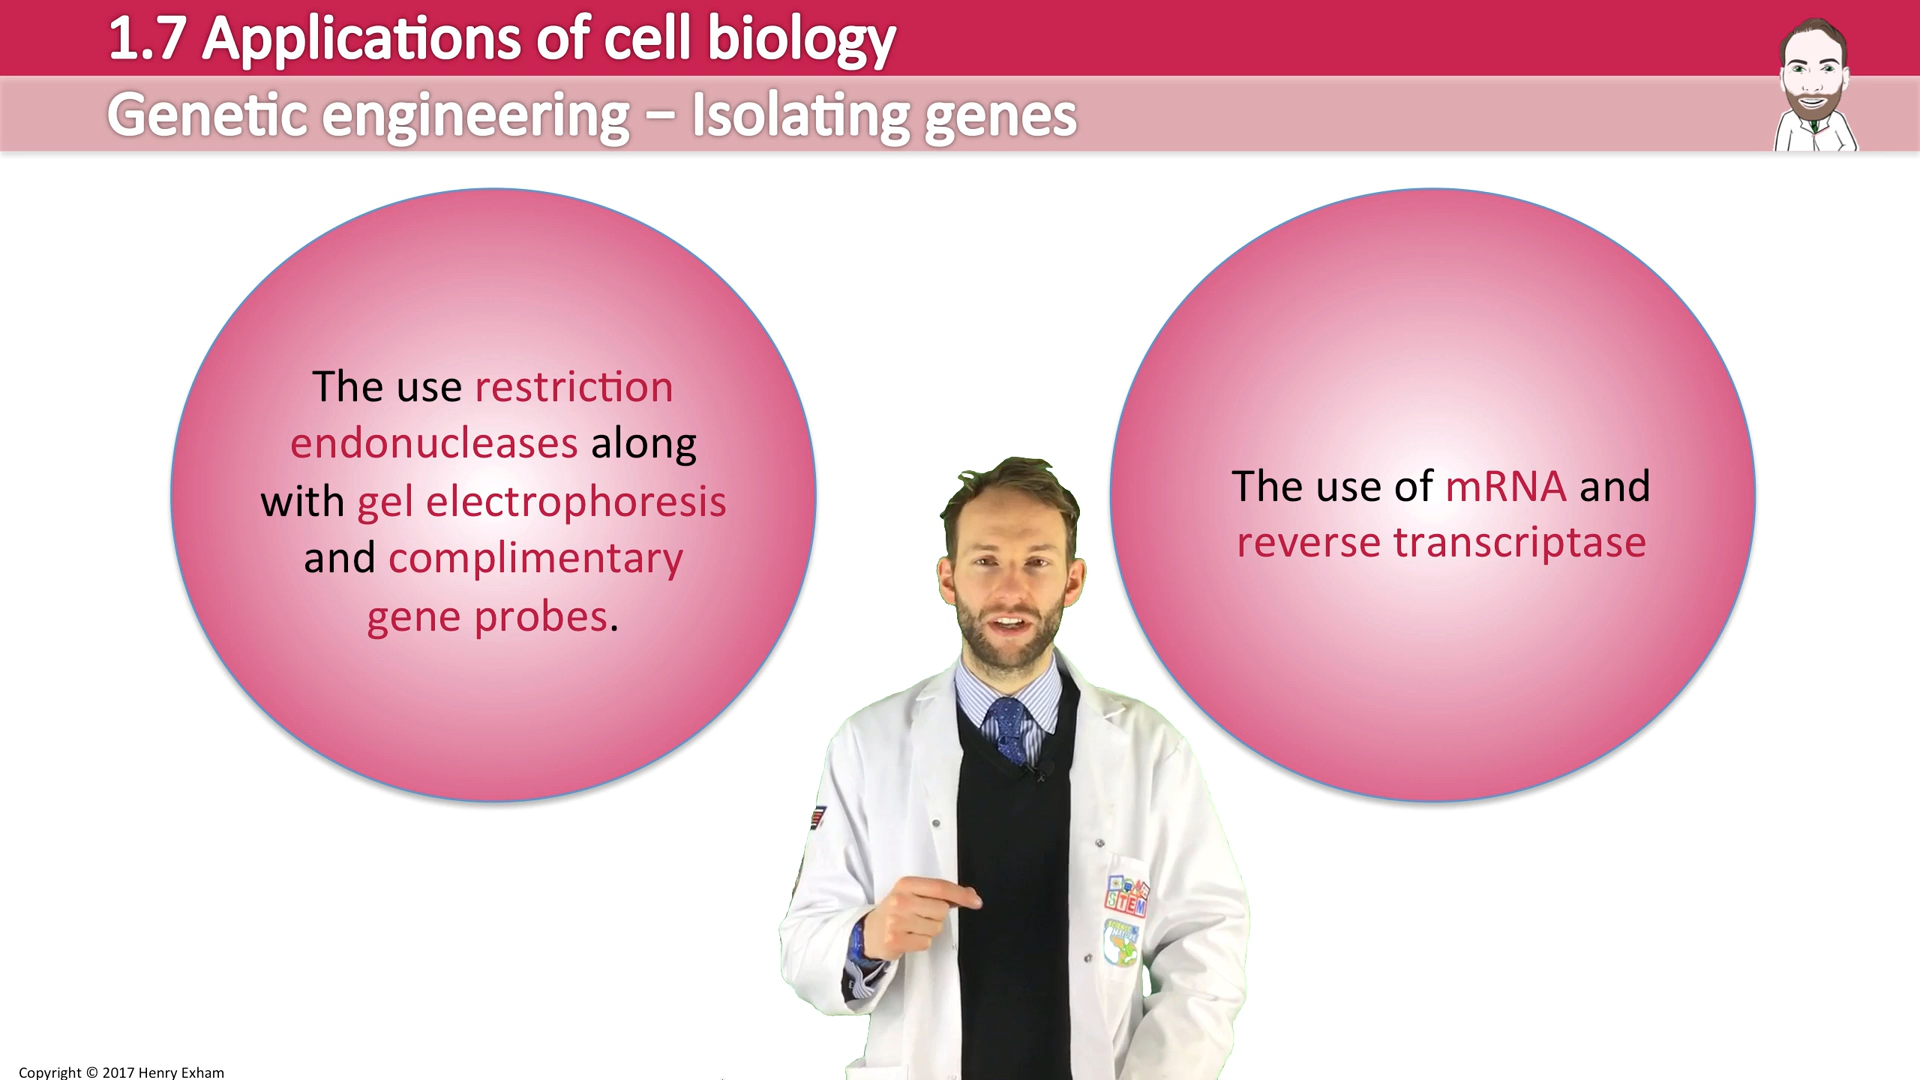 1.7 Applications of cell biology
Genetic engineering – Isolating genes
The use restriction
endonucleases along
with gel electrophoresis
and complimentary
gene probes.
The use of mRNA and
reverse transcriptase
STEM
Copyright © 2017 Henry Exham